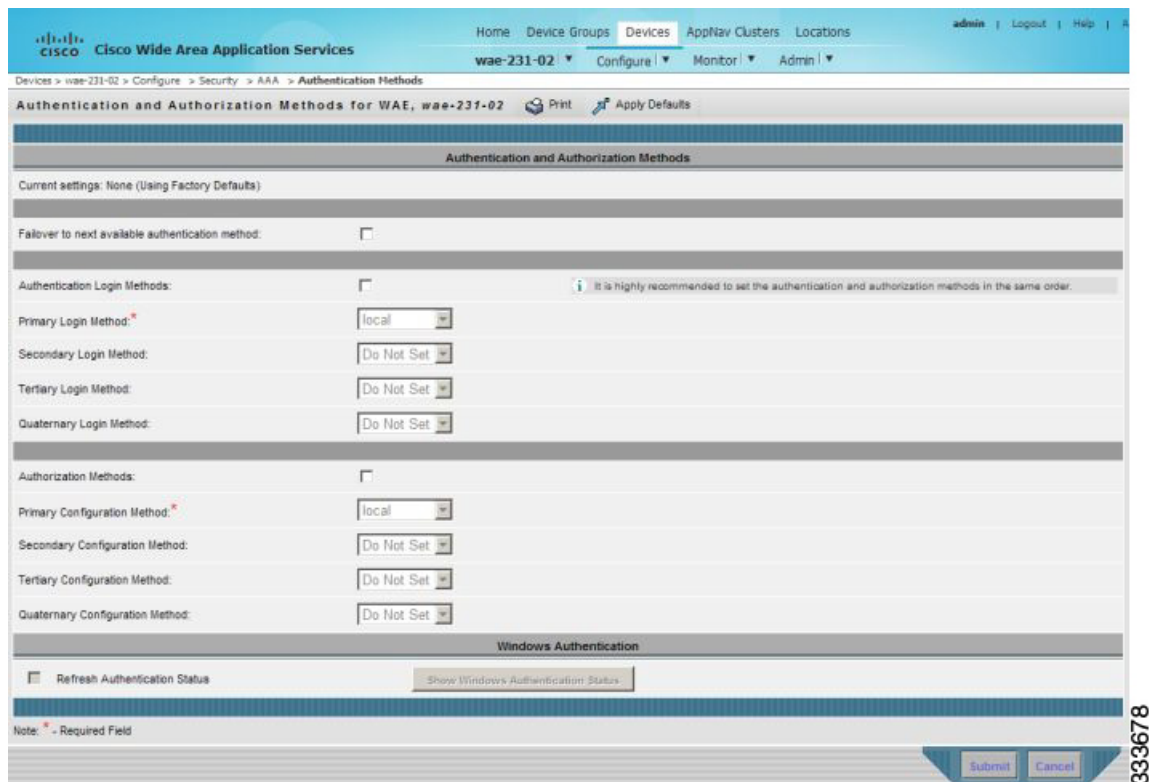 Home Device Groups Devices AppNav Clusters Locations
admin | Logout | Help |
CISCO Cisco Wide Area Application Services
wae-231-02 Configure Monitor Admin
Devices > wae-231-02 > Configure > Security > AAA > Authentication Methods
Authentication and Authorization Methods for WAE, wae-231-02 Print Apply Defaults
Authentication and Authorization Methods
Current settings: None (Using Factory Defaults)
Failover to next available authentication method:
Authentication Login Methods: i It is highly recommended to set the authentication and authorization methods in the same order.
Primary Login Method:* local
Secondary Login Method: Do Not Set
Tertiary Login Method: Do Not Set
Quaternary Login Method: Do Not Set
Authorization Methods:
Primary Configuration Method:* local
Secondary Configuration Method: Do Not Set
Tertiary Configuration Method: Do Not Set
Quaternary Configuration Method: Do Not Set
Windows Authentication
Refresh Authentication Status Show Windows Authentication Status
Note: * - Required Field
Submit Cancel
333678